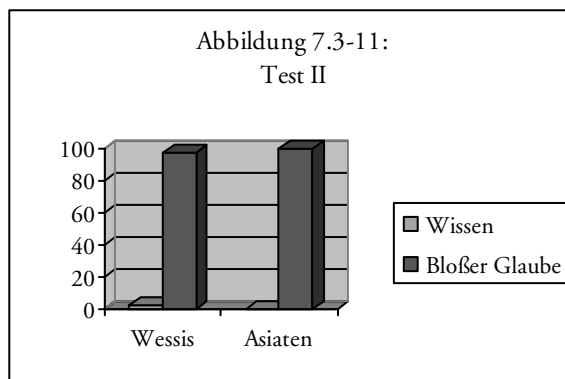 Abbildung 7.3-11:
Test II
100
80
60
40
20
0
Wessis Asiaten
Wissen
Bloßer Glaube